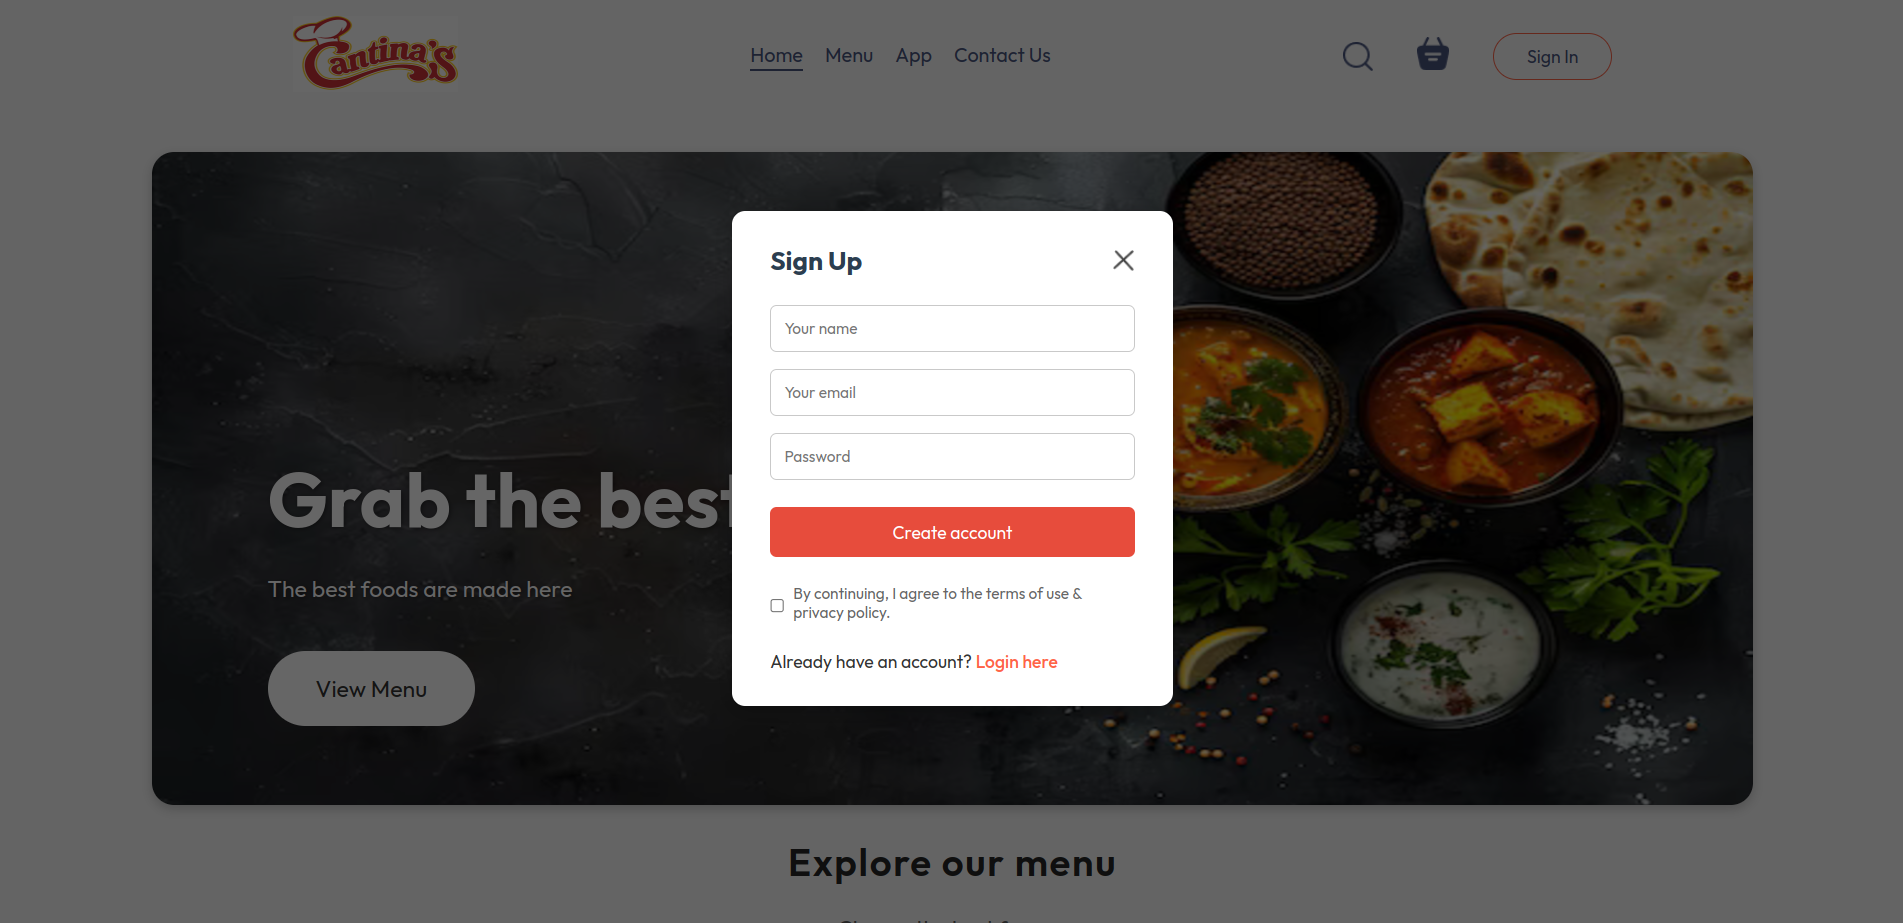 Cantina's
Home Menu App Contact Us
Sign In
Sign Up
Your name
Your email
Password
Create account
By continuing, I agree to the terms of use &
privacy policy.
Already have an account? Login here
Grab the best
The best foods are made here
View Menu
Explore our menu